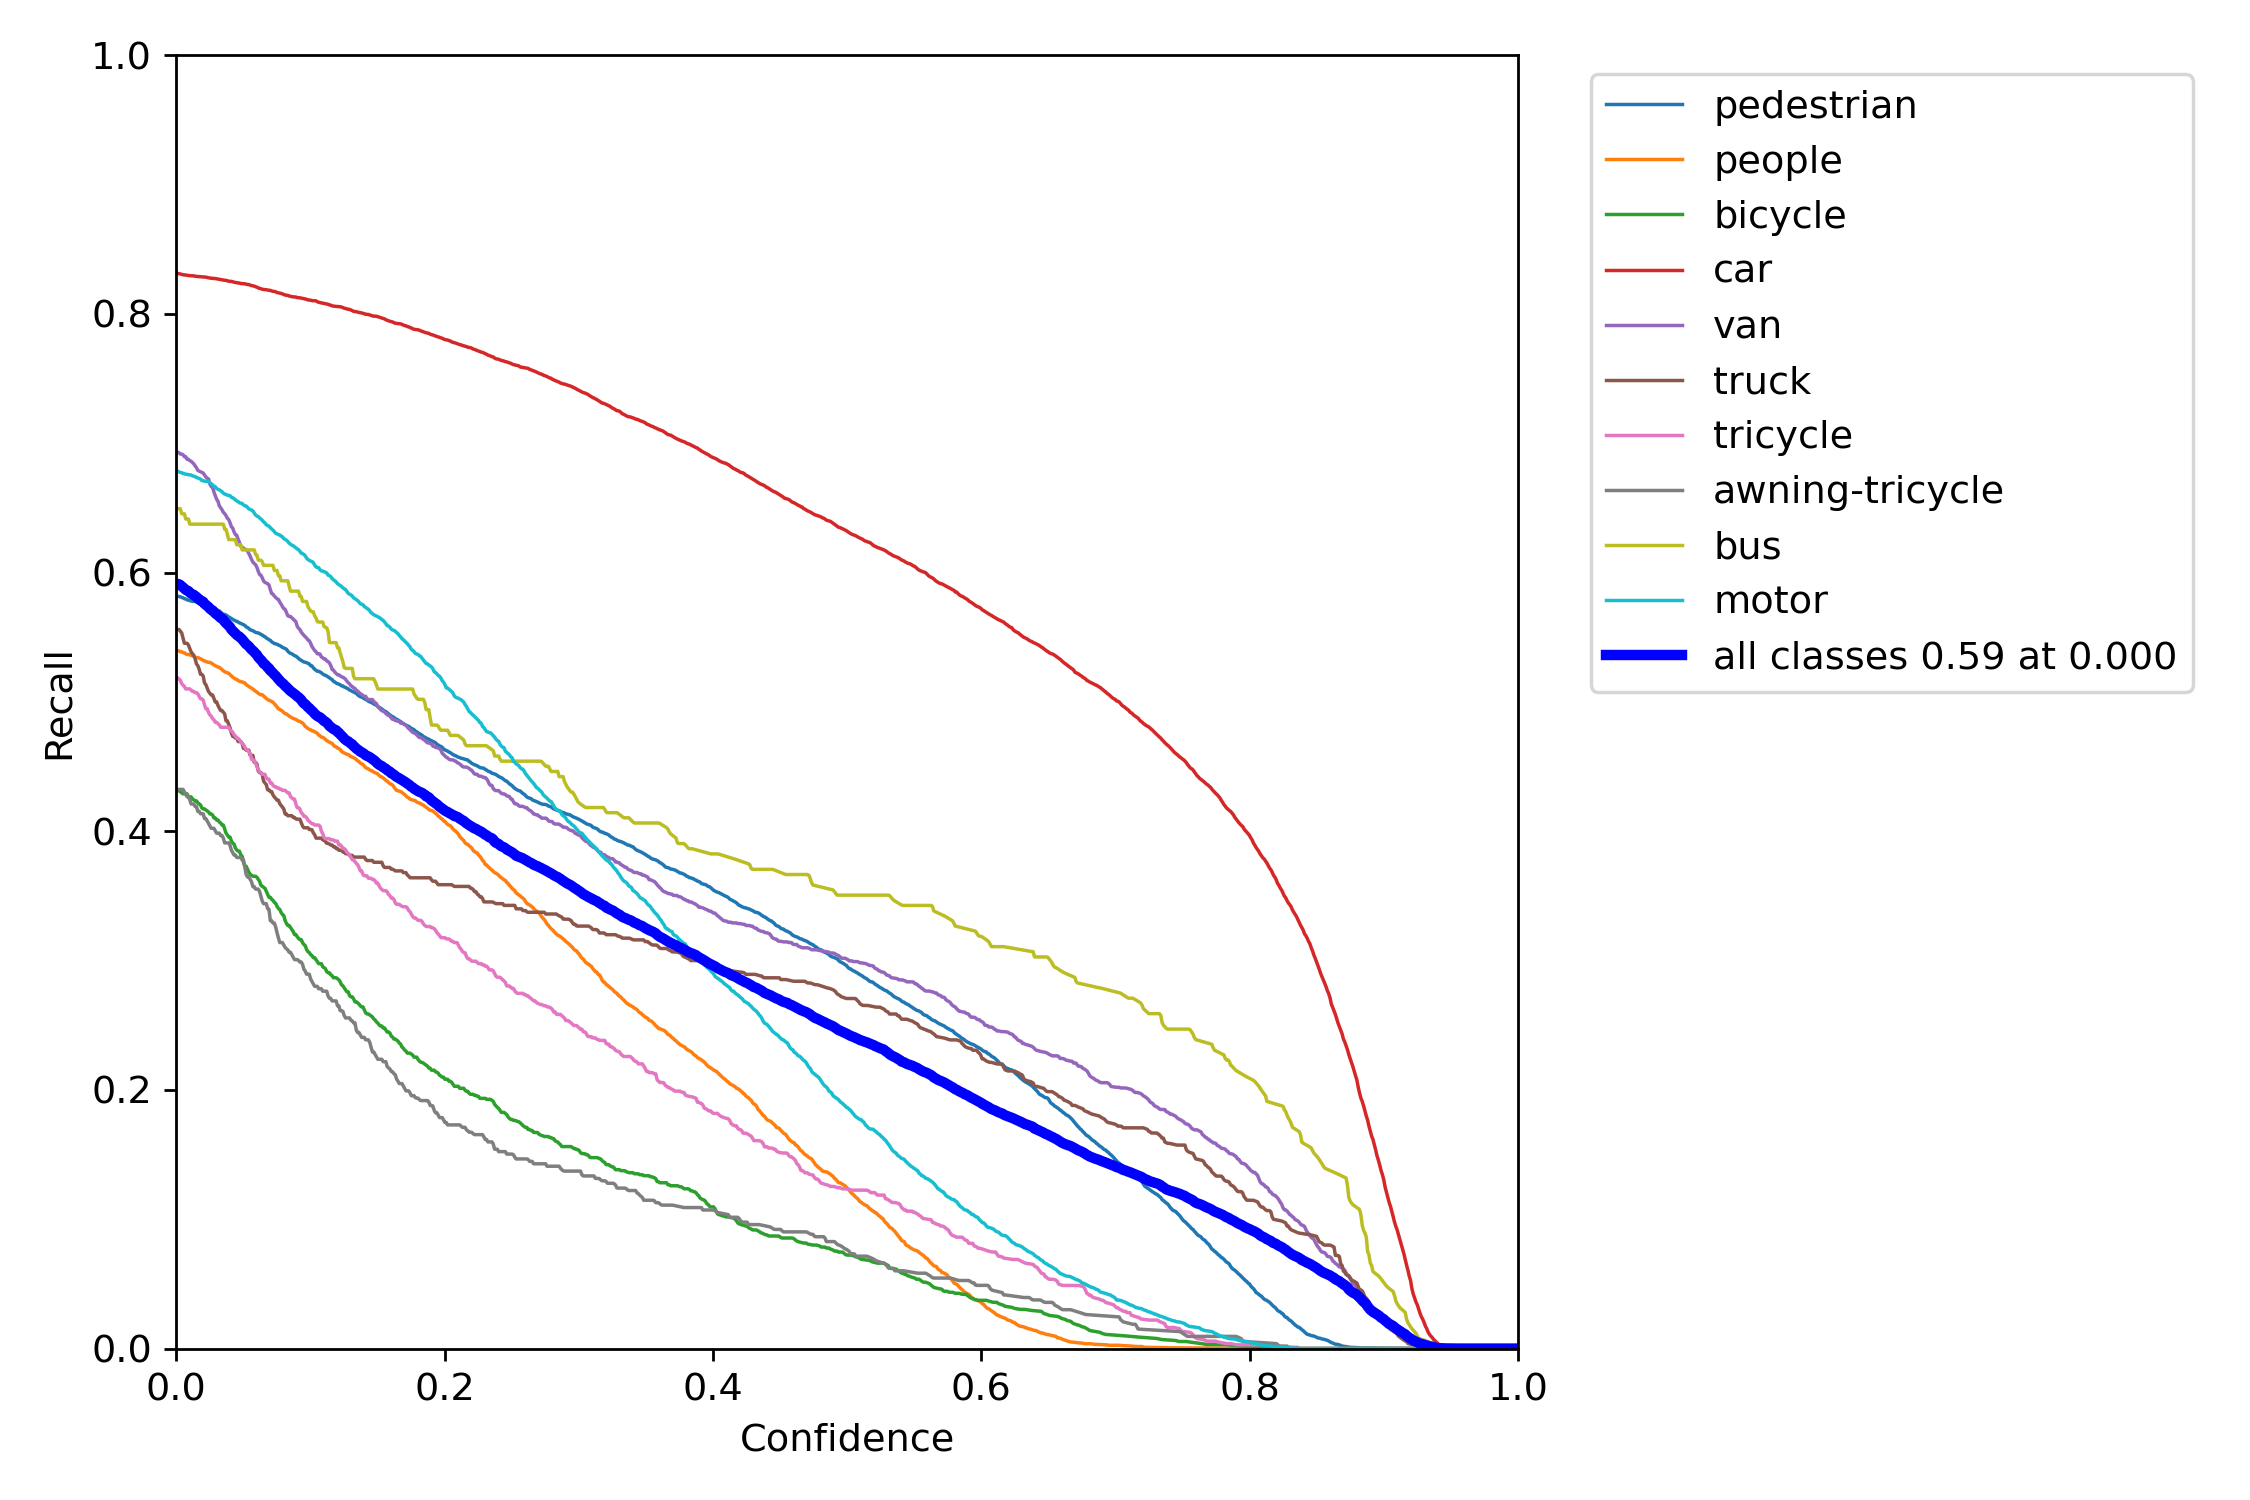 1.0
0.8
0.6
0.4
0.2
0.0
Recall
0.0 0.2 0.4 0.6 0.8 1.0
Confidence
pedestrian
people
bicycle
car
van
truck
tricycle
awning-tricycle
bus
motor
all classes 0.59 at 0.000